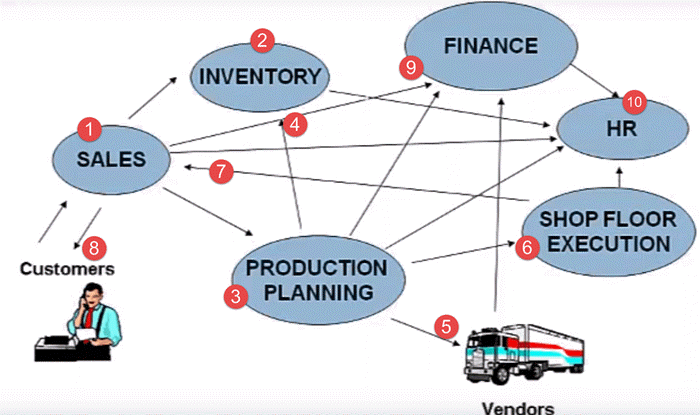 2
INVENTORY
FINANCE
9
10
HR
1
SALES
4
7
8
Customers
3
PRODUCTION
PLANNING
SHOP FLOOR
EXECUTION
6
5
Vendors